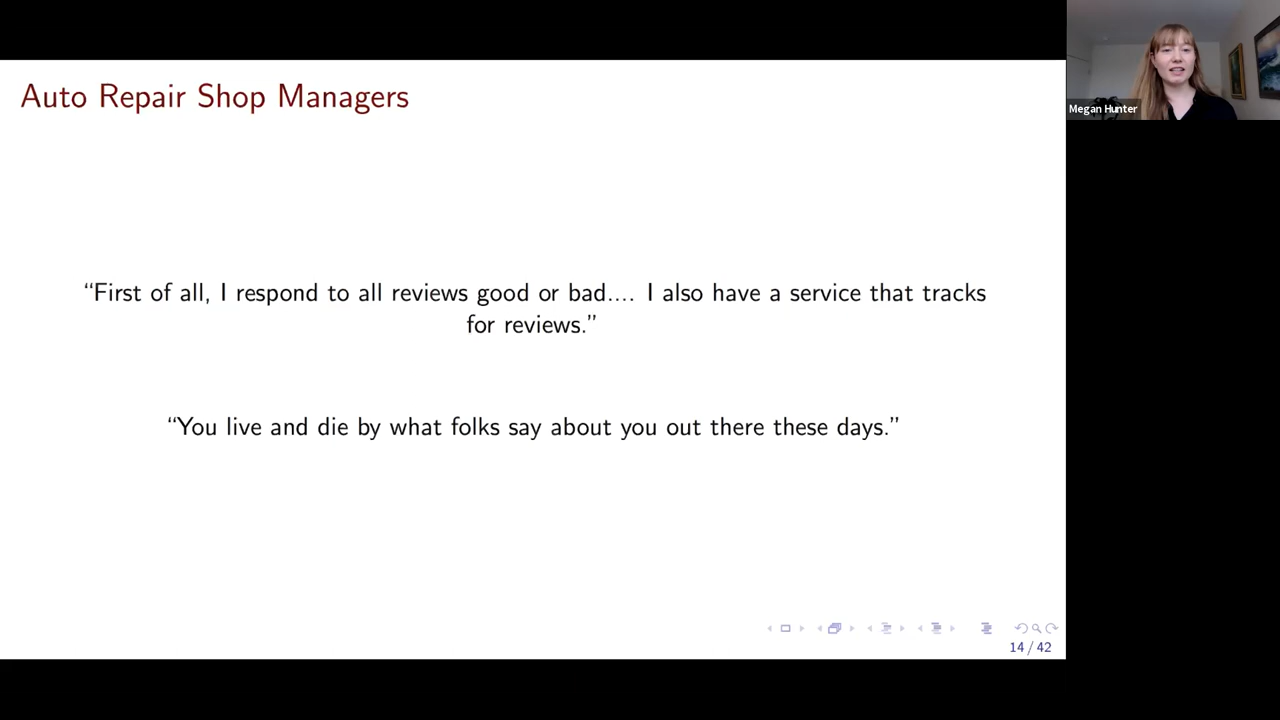 Auto Repair Shop Managers
“First of all, I respond to all reviews good or bad.... I also have a service that tracks
for reviews.”
“You live and die by what folks say about you out there these days.”
14 / 42
Megan Hunter